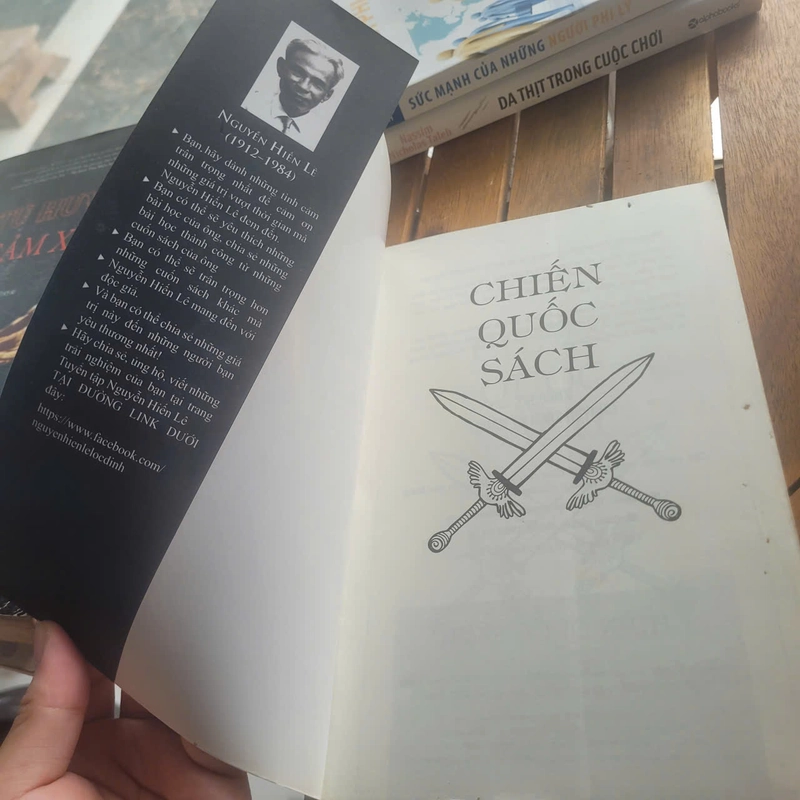 NGUYỄN HIẾN LÊ
(1912–1984)
▸ Bạn hãy dành những tình cảm
trân trọng nhất để cảm ơn
những giá trị vượt thời gian mà
Nguyễn Hiến Lê đem đến.
▸ Bạn có thể sẽ yêu thích những
bài học của ông, chia sẻ những
bài học thành công từ những
cuốn sách của ông
▸ Bạn có thể sẽ trân trọng hơn
những cuốn sách khác mà
Nguyễn Hiến Lê mang đến với
độc giả.
▸ Và bạn có thể chia sẻ những giá
trị này đến những người bạn
yêu thương nhất!
▸ Hãy chia sẻ, ủng hộ, viết những
trải nghiệm của bạn tại trang
Tuyển tập Nguyễn Hiến Lê
TẠI ĐƯỜNG LINK DƯỚI
đây:
https://www.facebook.com/
nguyenhienlelocdinh
CHIẾN
QUỐC
SÁCH
SỨC MẠNH CỦA NHỮNG NGƯỜI PHI LÝ
DA THỊT TRONG CUỘC CHƠI
Nassim
Nicholas Taleb